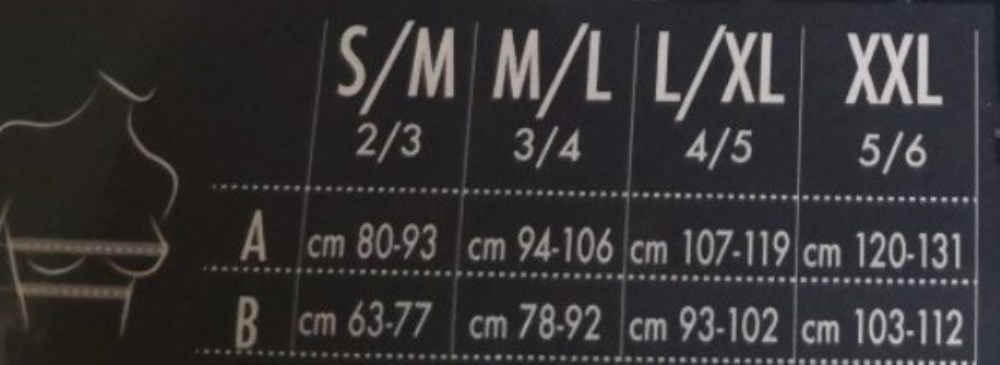 S/M M/L L/XL XXL
2/3 3/4 4/5 5/6
A cm 80-93 cm 94-106 cm 107-119 cm 120-131
B cm 63-77 cm 78-92 cm 93-102 cm 103-112